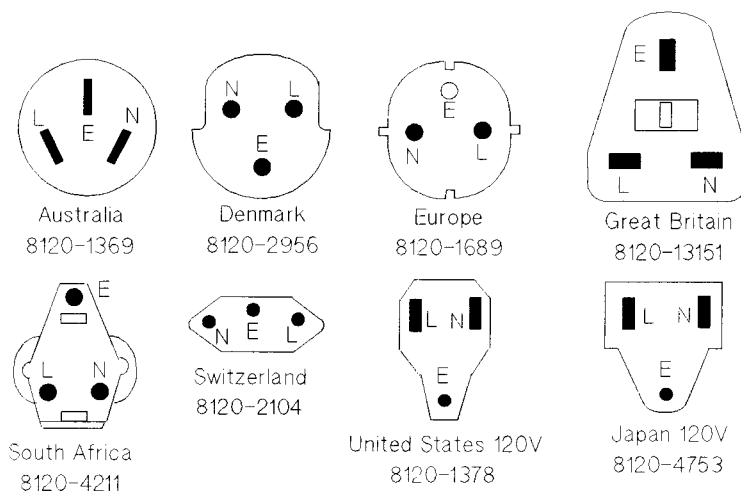 L E N
Australia
8120-1369
N L
E
Denmark
8120-2956
E
N L
Europe
8120-1689
E
L N
Great Britain
8120-13151
E
L N
South Africa
8120-4211
N E L
Switzerland
8120-2104
L N
E
United States 120V
8120-1378
L N
E
Japan 120V
8120-4753